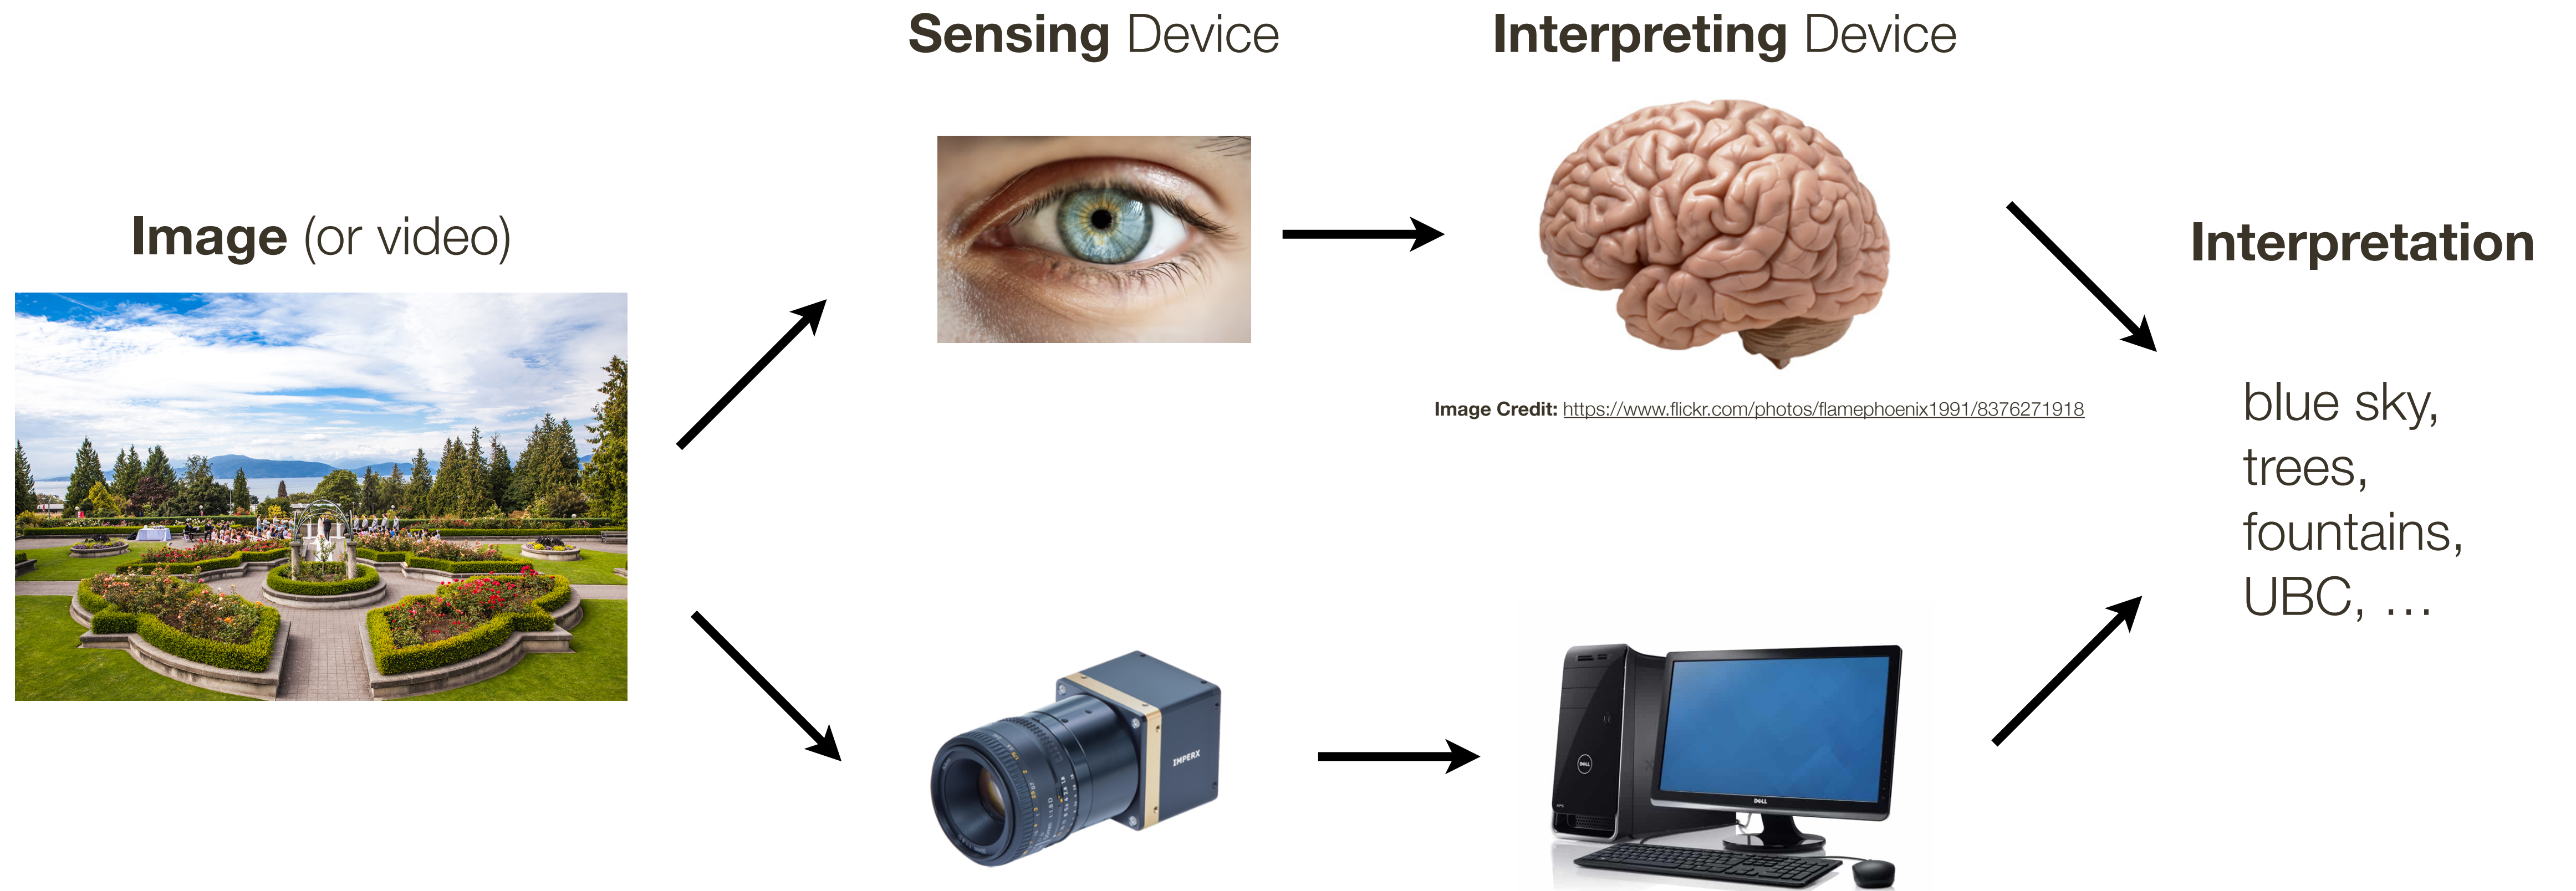 Sensing Device
Interpreting Device
Image (or video)
Interpretation
Image Credit: https://www.flickr.com/photos/flamephoenix1991/8376271918
blue sky,
trees,
fountains,
UBC, …
IMPERX
DELL
DELL